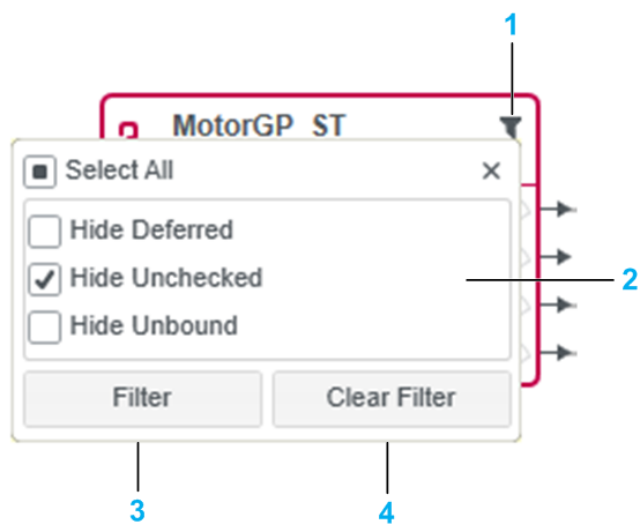 1
MotorGP_ST
Select All
Hide Deferred
Hide Unchecked
2
Hide Unbound
Filter
Clear Filter
3
4